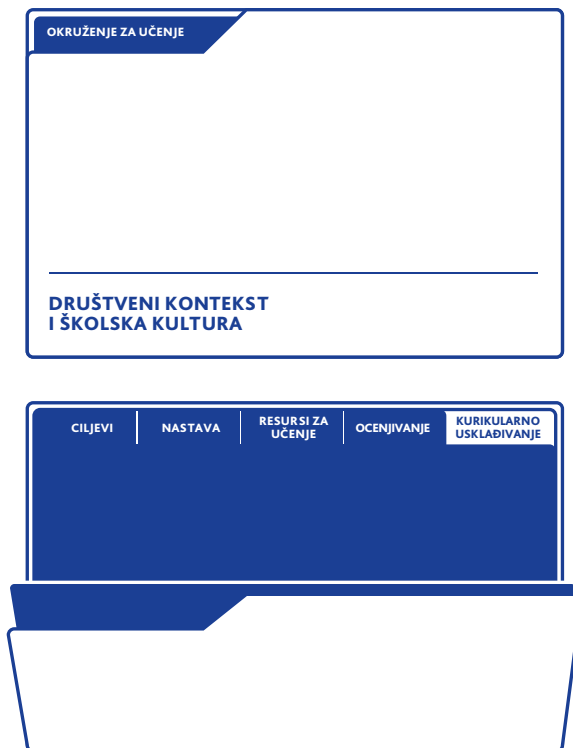 OKRUŽENJE ZA UČENJE
DRUŠTVENI KONTEKST
I ŠKOLSKA KULTURA
CILJEVI
NASTAVA
RESURSI ZA
UČENJE
OCENJIVANJE
KURIKULARNO
USKLAĐIVANJE